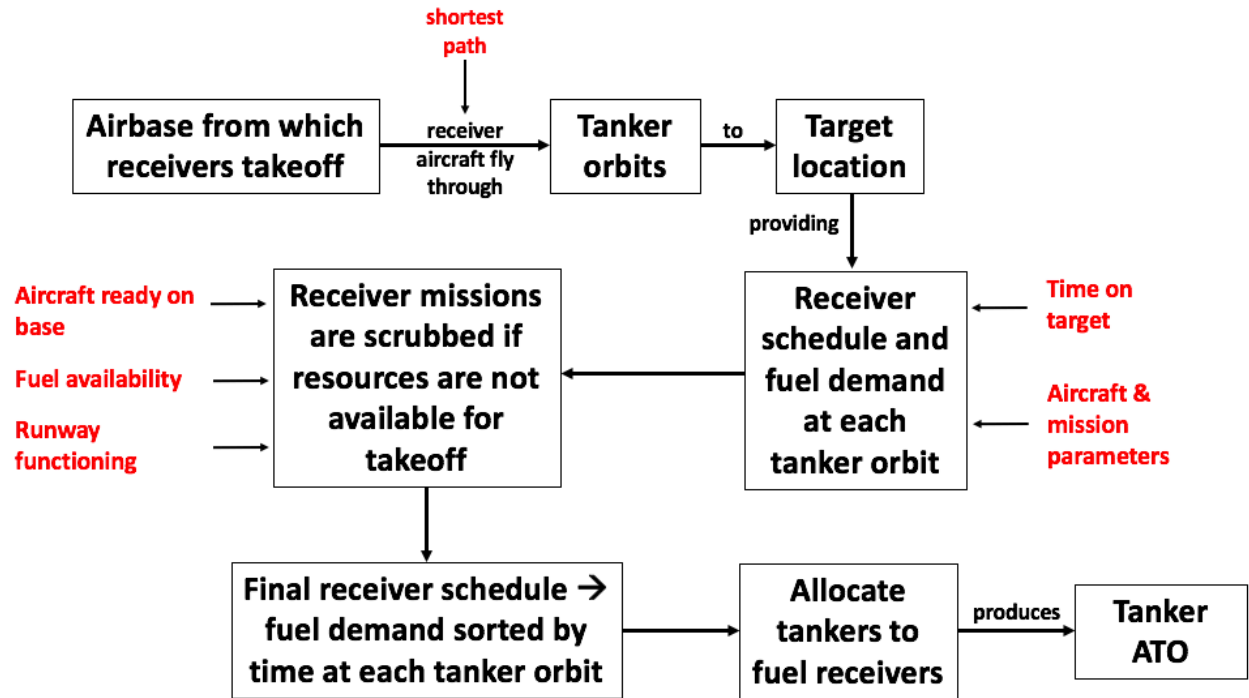 shortest
path
Airbase from which
receivers takeoff
receiver
aircraft fly
through
Tanker
orbits
to
Target
location
providing
Aircraft ready on
base
Fuel availability
Runway
functioning
Receiver missions
are scrubbed if
resources are not
available for
takeoff
Receiver
schedule and
fuel demand
at each
tanker orbit
Time on
target
Aircraft &
mission
parameters
Final receiver schedule →
fuel demand sorted by
time at each tanker orbit
Allocate
tankers to
fuel receivers
produces
Tanker
ATO